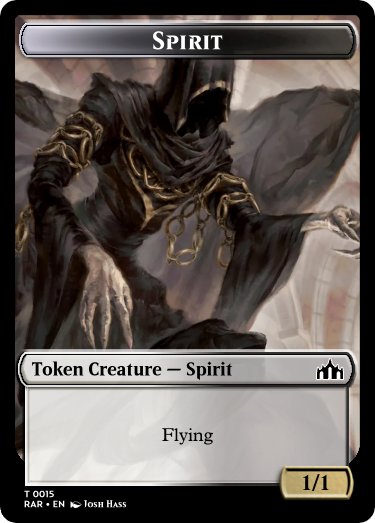 Spirit
Token Creature — Spirit
Flying
1/1
T 0015
RAR • EN Josh Hass